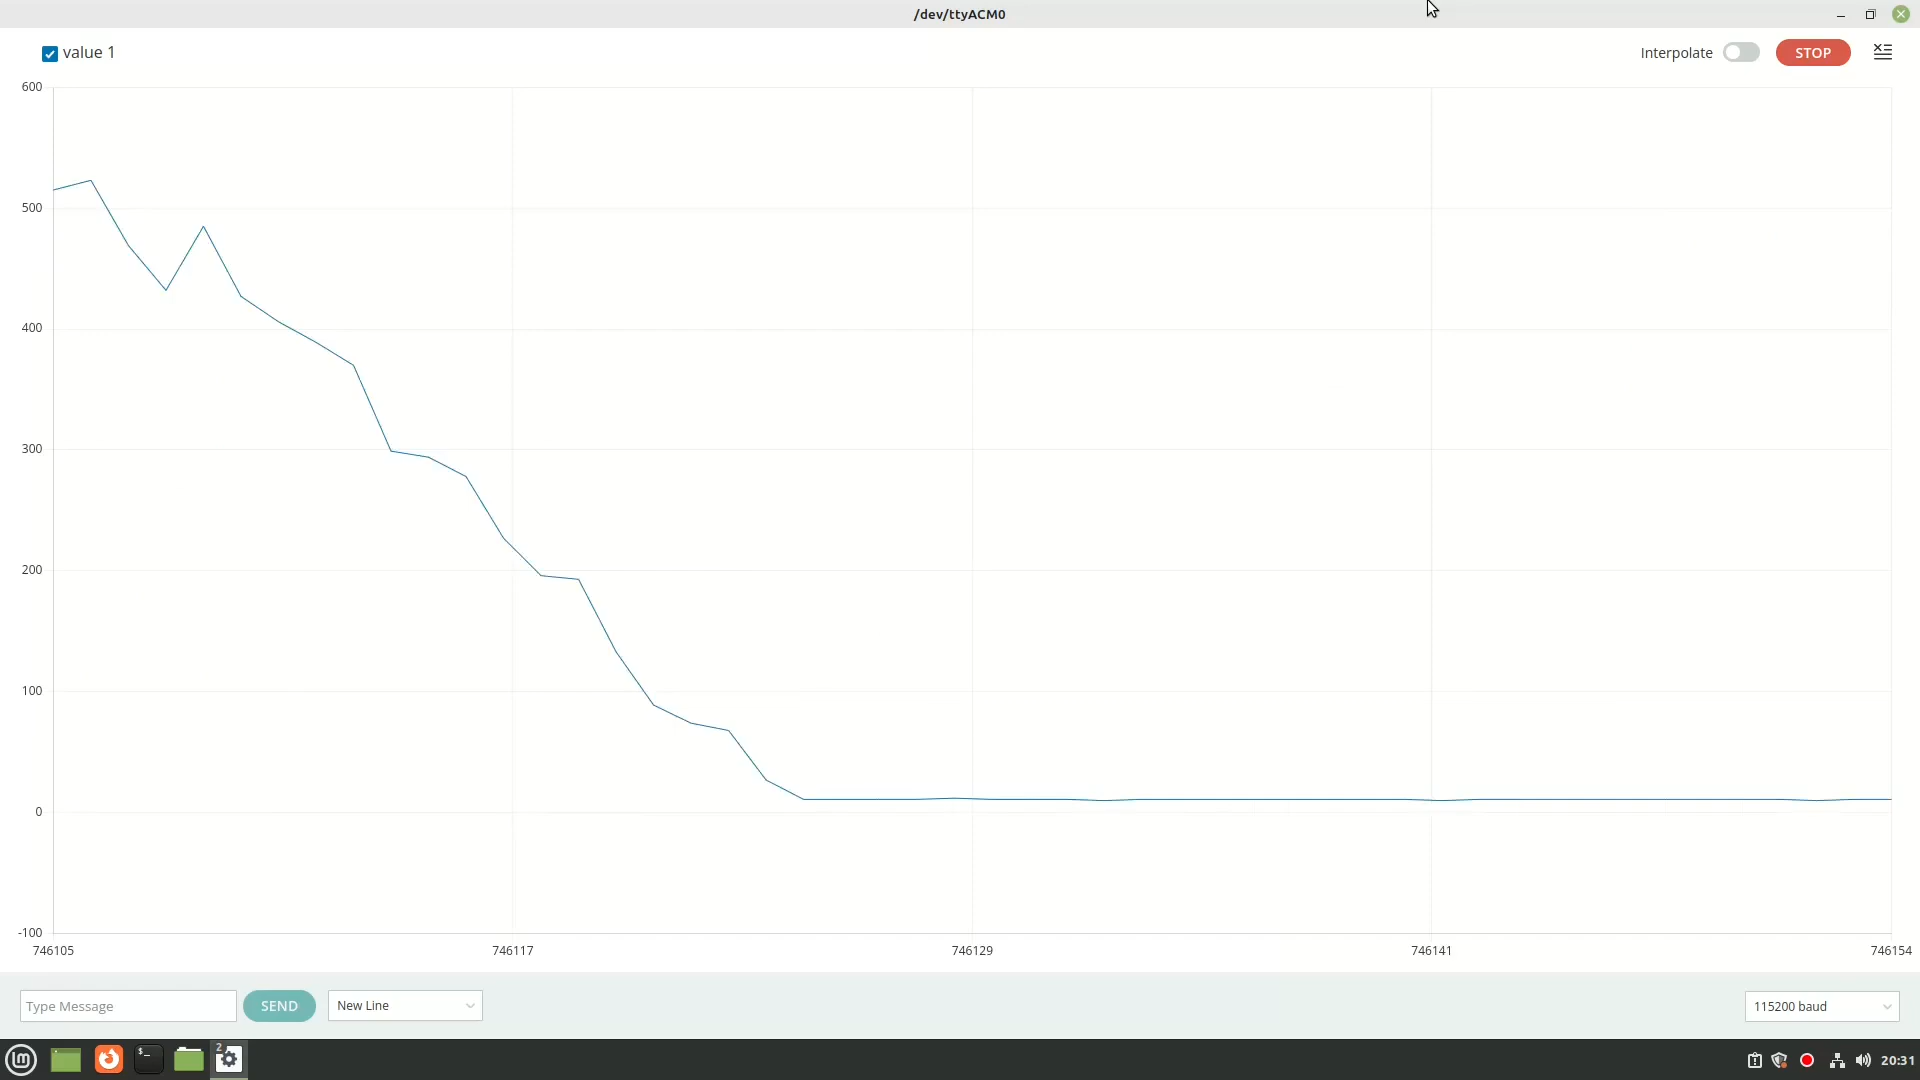 /dev/ttyACM0
value 1
Interpolate
STOP
600
500
400
300
200
100
0
-100
746105 746117 746129 746141 746154
Type Message
SEND
New Line
115200 baud
$_
2
20:31